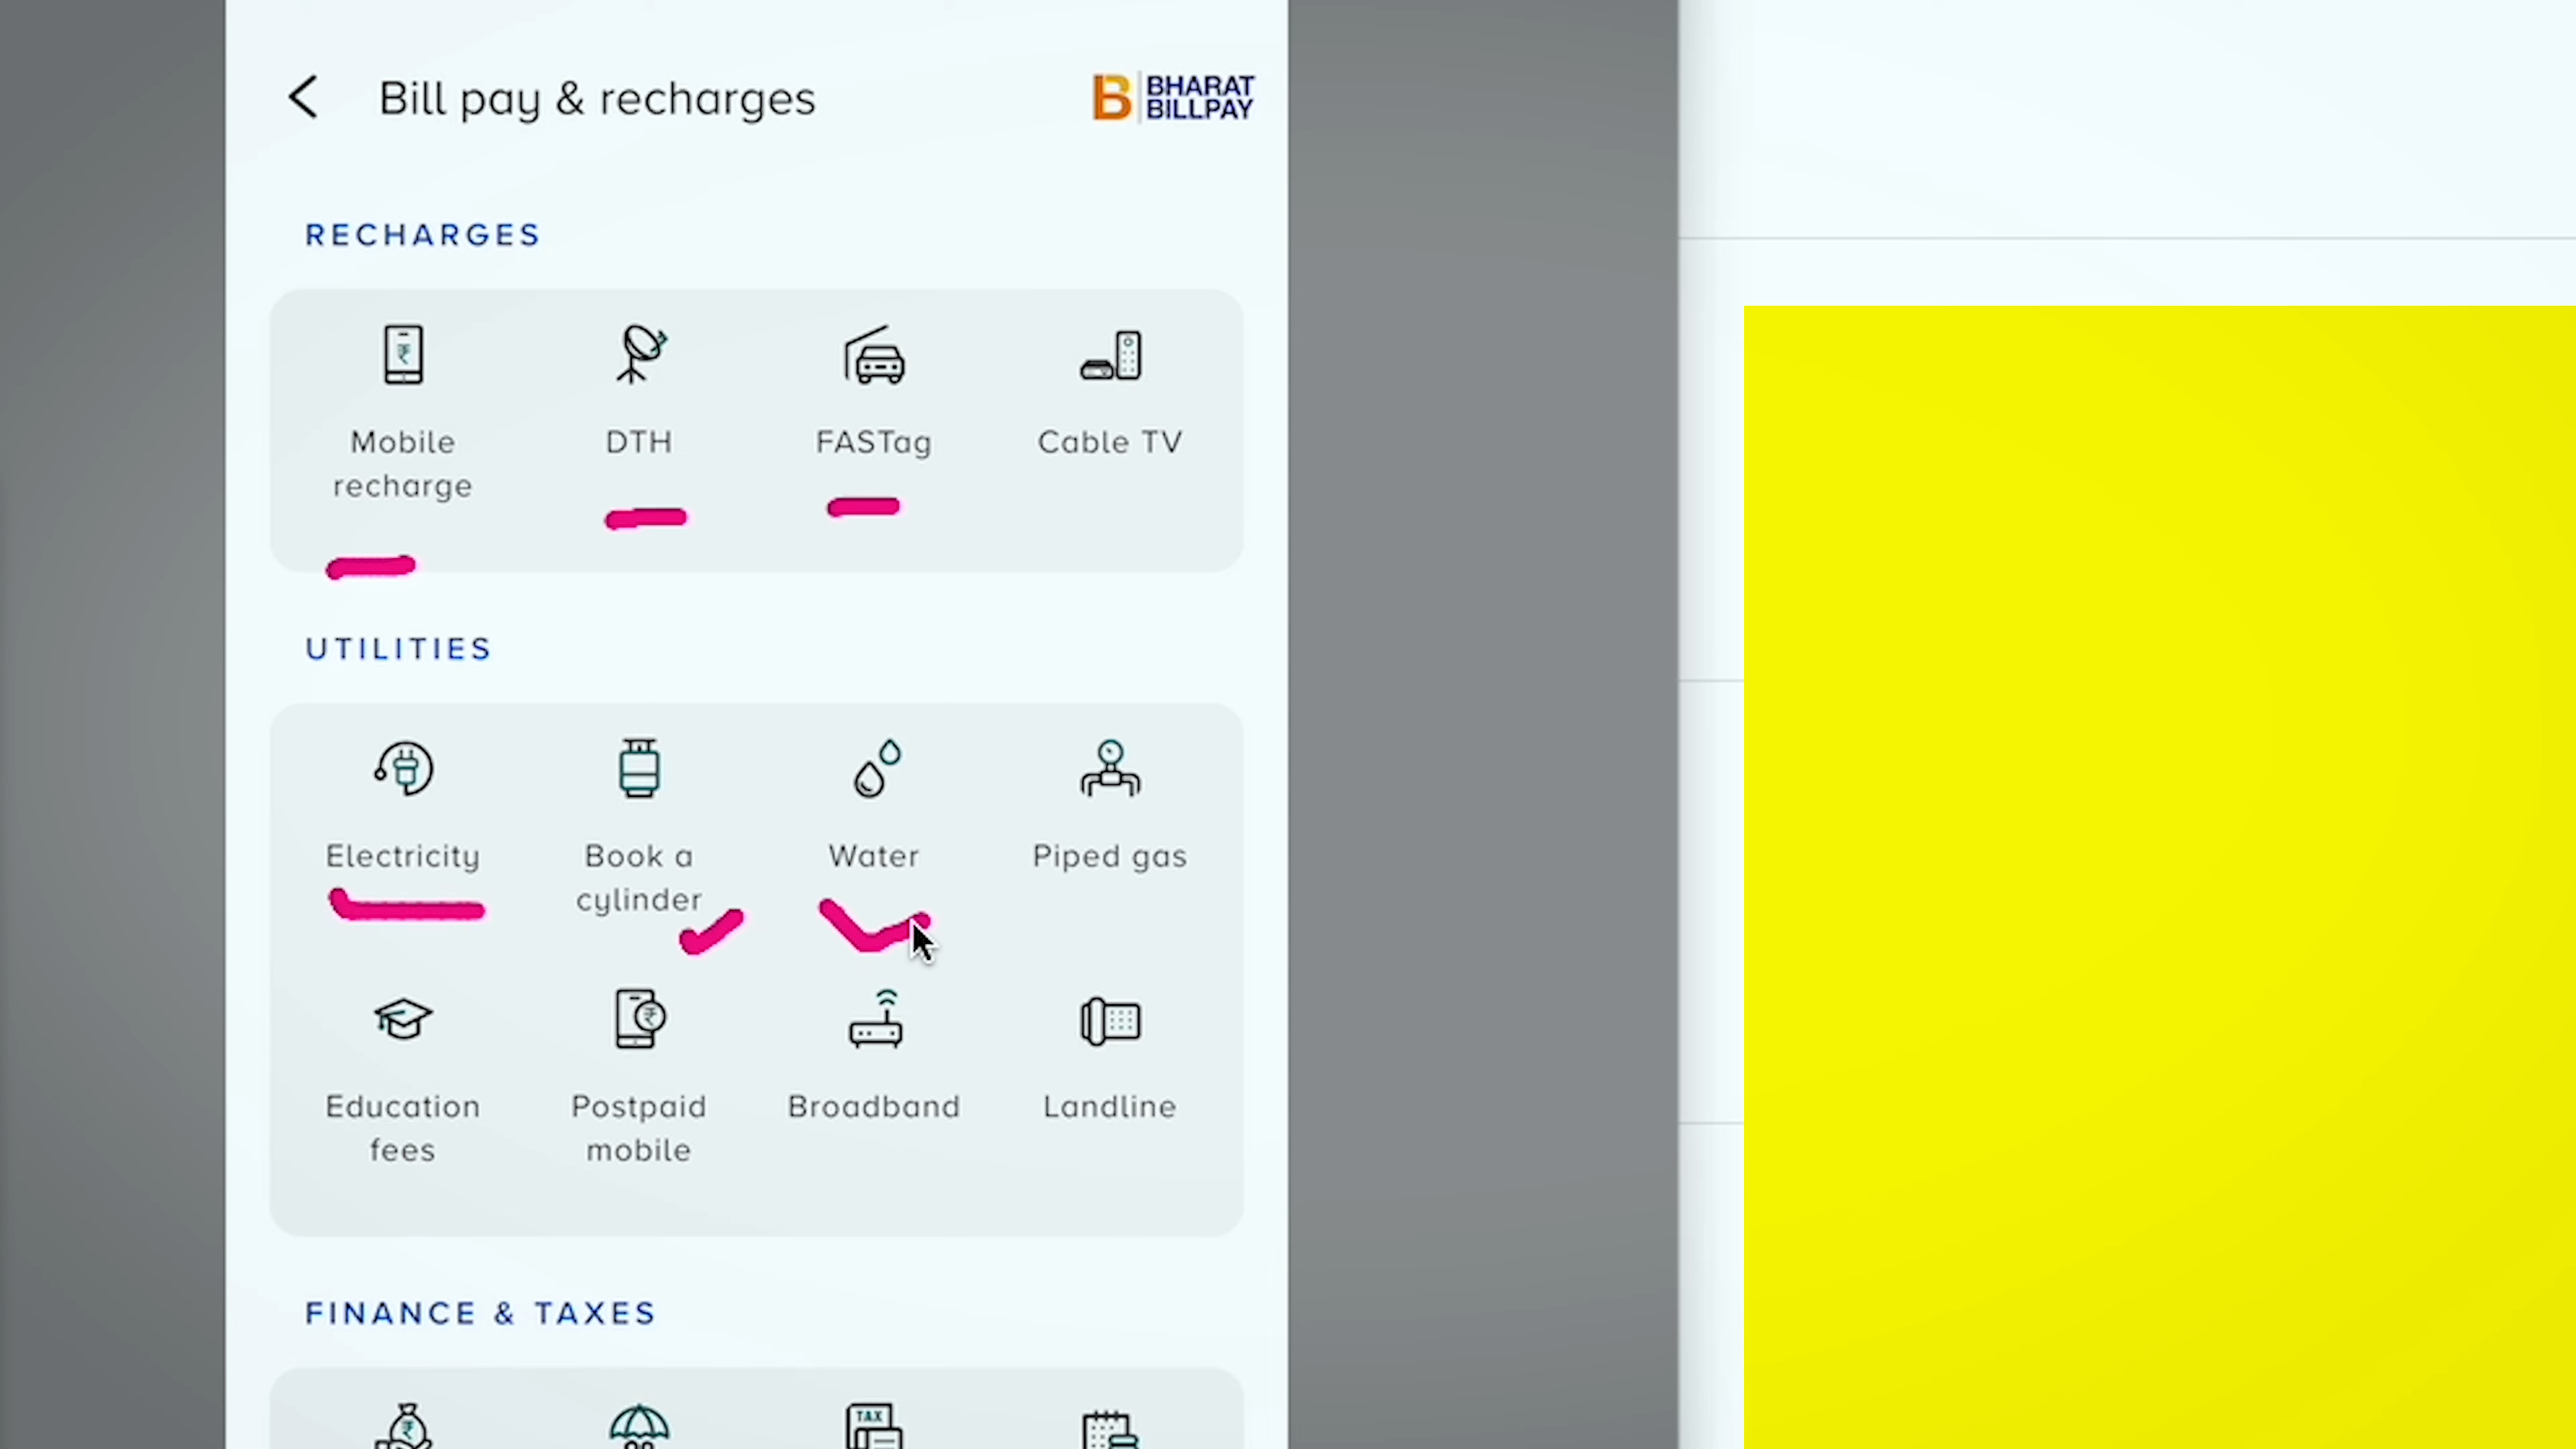 Bill pay & recharges
BHARAT
BILLPAY
RECHARGES
Mobile
recharge
DTH
FASTag
Cable TV
UTILITIES
Electricity
Book a
cylinder
Water
Piped gas
Education
fees
Postpaid
mobile
Broadband
Landline
FINANCE & TAXES
TAX